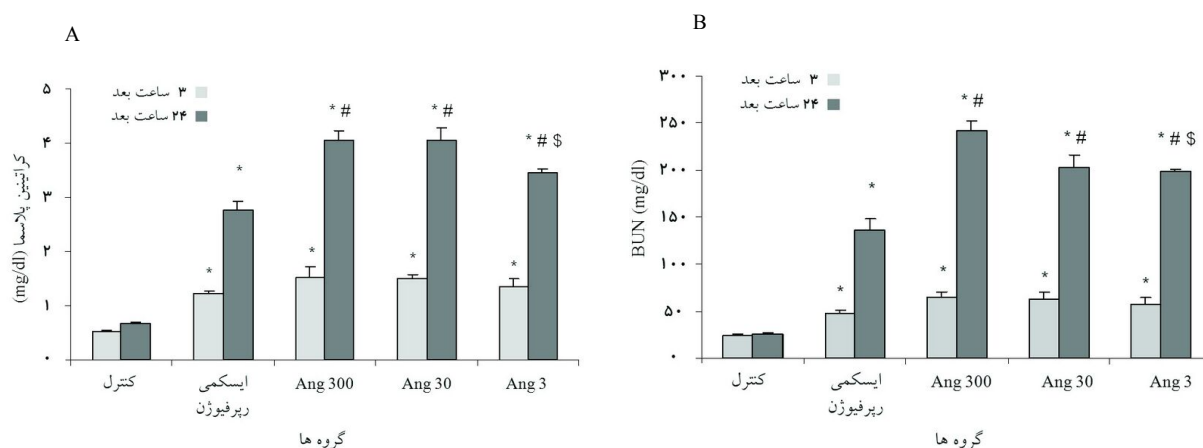 A
۳ ساعت بعد
۲۴ ساعت بعد
کراتینین پلاسما (mg/dl)
۵
۴
۳
۲
۱
۰
* * * * # * * # * * # $
کنترل
ایسکمی
رپرفیوژن
Ang 300
Ang 30
Ang 3
گروه ها
B
۳ ساعت بعد
۲۴ ساعت بعد
BUN (mg/dl)
۳۰۰
۲۵۰
۲۰۰
۱۵۰
۱۰۰
۵۰
۰
* * * * # * * # * * # $
کنترل
ایسکمی
رپرفیوژن
Ang 300
Ang 30
Ang 3
گروه ها